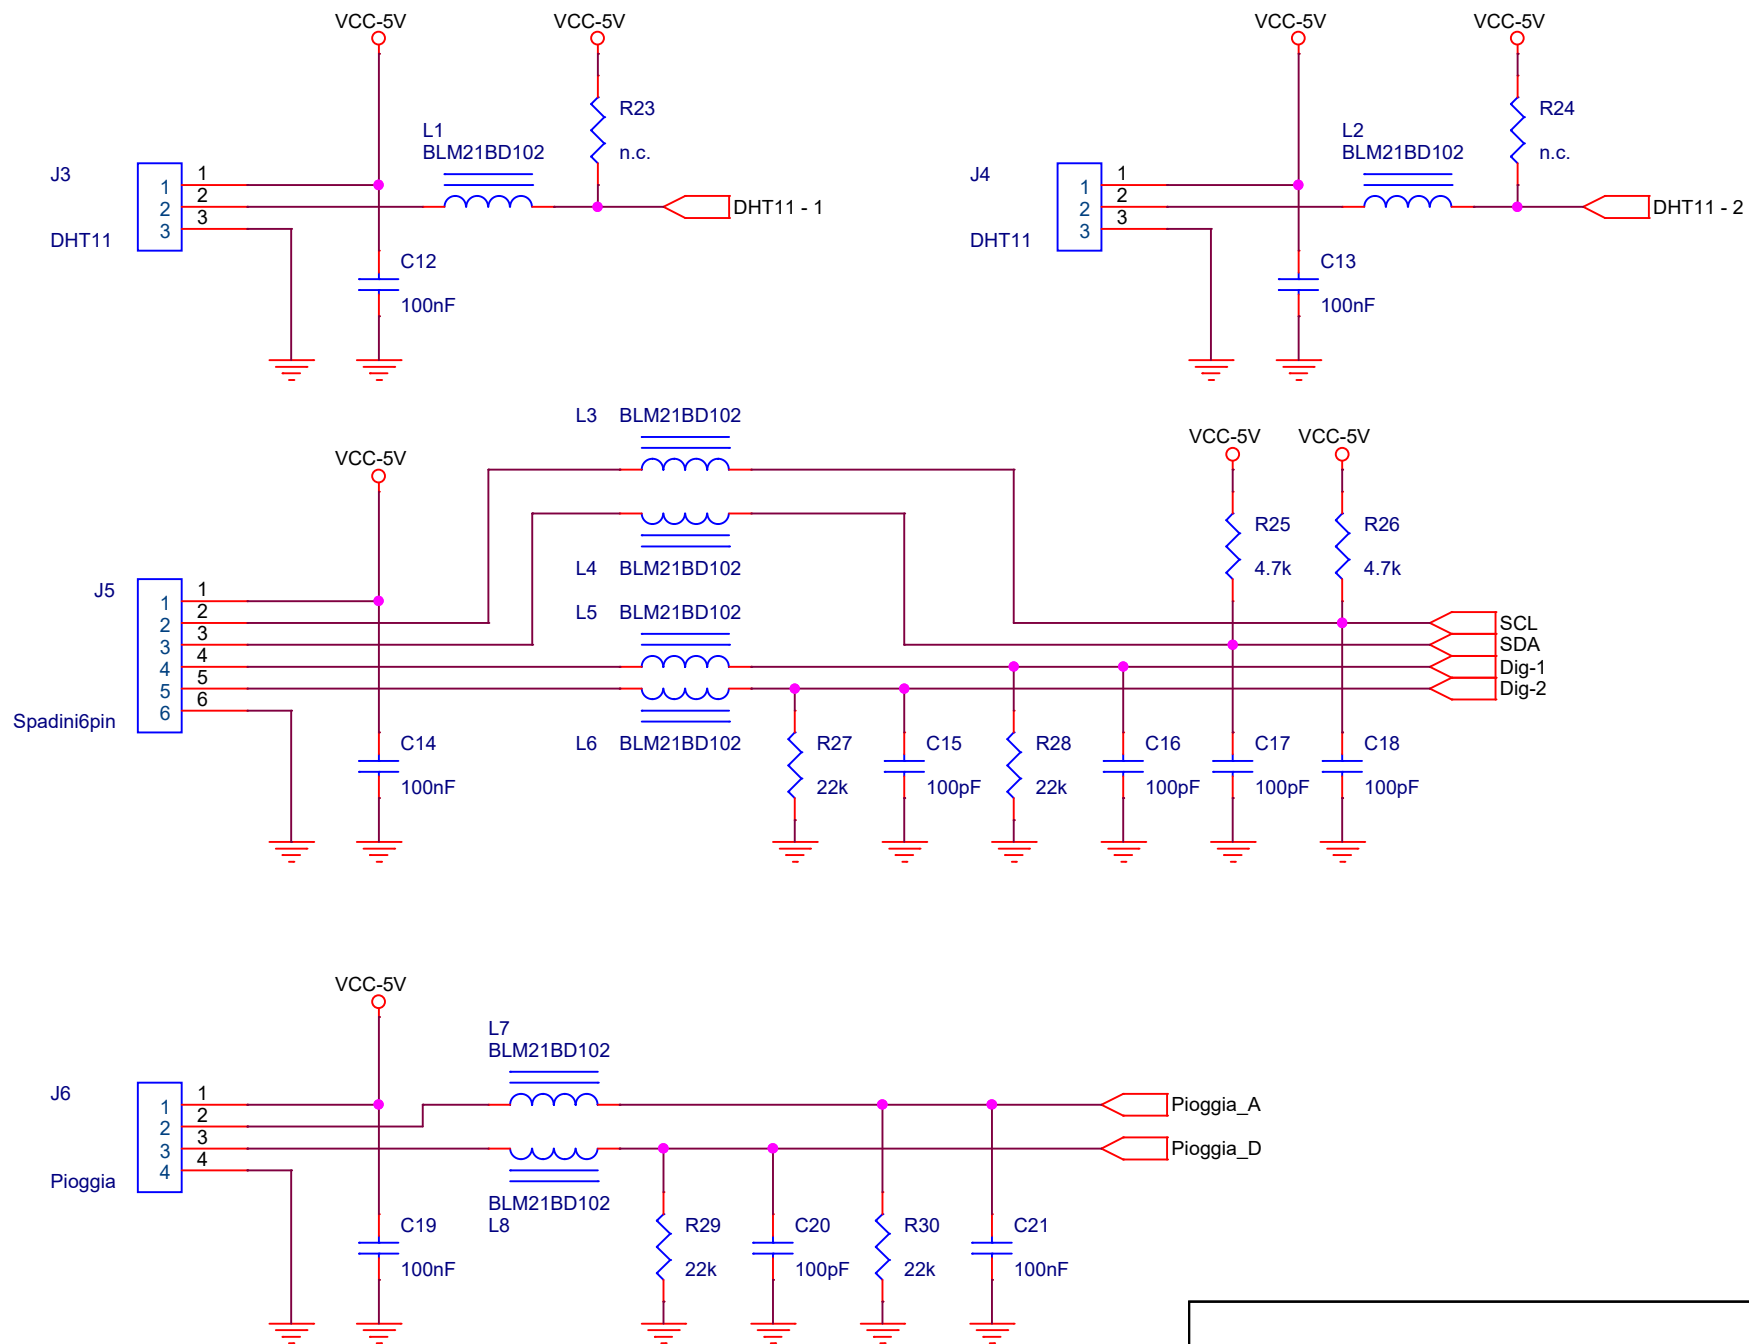 VCC-5V
VCC-5V
R23
n.c.
L1
BLM21BD102
J3
DHT11
1
2
3
1
2
3
DHT11 - 1
C12
100nF
VCC-5V
VCC-5V
R24
n.c.
L2
BLM21BD102
J4
DHT11
1
2
3
1
2
3
DHT11 - 2
C13
100nF
L3 BLM21BD102
VCC-5V
VCC-5V
VCC-5V
R25
4.7k
R26
4.7k
L4 BLM21BD102
L5 BLM21BD102
J5
Spadini6pin
1
2
3
4
5
6
1
2
3
4
5
6
SCL
SDA
Dig-1
Dig-2
L6 BLM21BD102
C14
100nF
R27
22k
C15
100pF
R28
22k
C16
100pF
C17
100pF
C18
100pF
VCC-5V
L7
BLM21BD102
J6
Pioggia
1
2
3
4
1
2
3
4
Pioggia_A
Pioggia_D
BLM21BD102
L8
C19
100nF
R29
22k
C20
100pF
R30
22k
C21
100nF